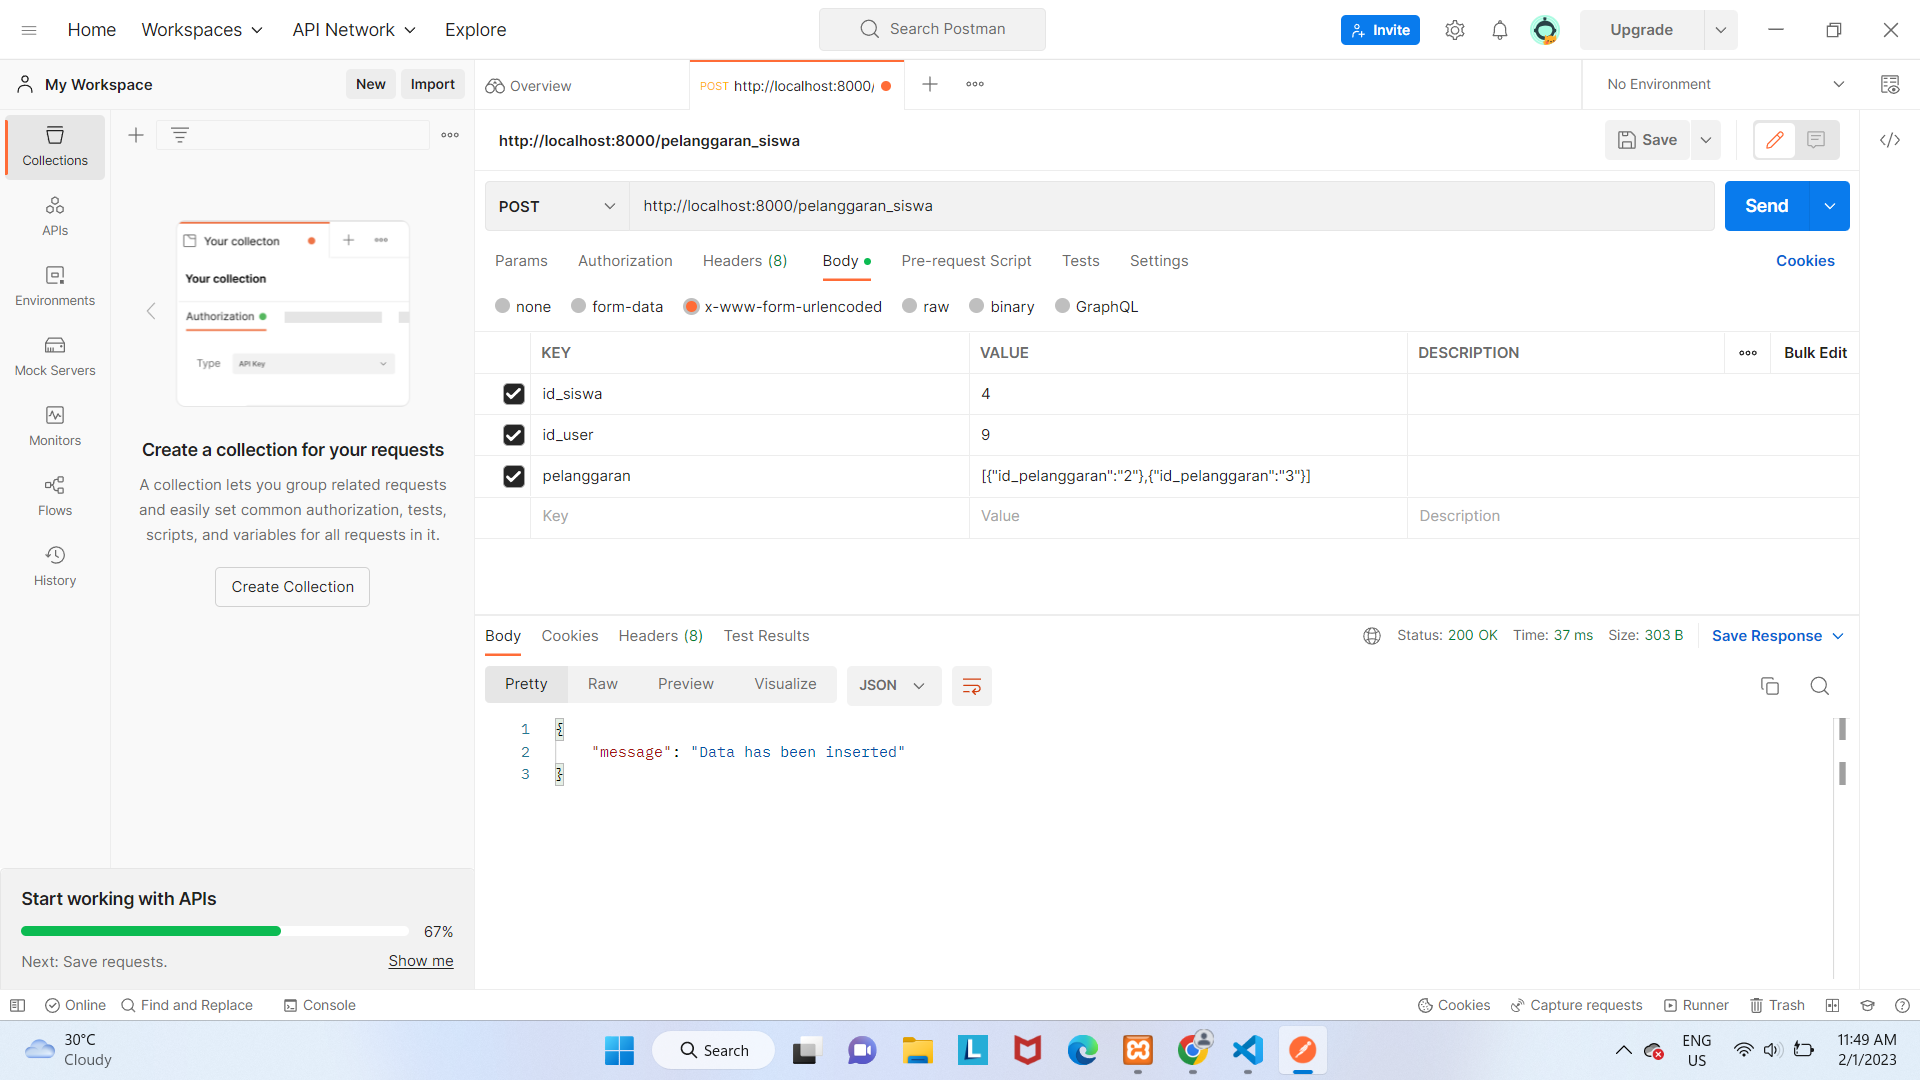 Home
Workspaces
API Network
Explore
Search Postman
Invite
Upgrade
My Workspace
New
Import
Overview
POST http://localhost:8000/
No Environment
Collections
APIs
Environments
Mock Servers
Monitors
Flows
History
Your collecton
Your collection
Authorization
Type
API Key
Create a collection for your requests
A collection lets you group related requests
and easily set common authorization, tests,
scripts, and variables for all requests in it.
Create Collection
Start working with APIs
67%
Next: Save requests.
Show me
http://localhost:8000/pelanggaran_siswa
Save
POST
http://localhost:8000/pelanggaran_siswa
Send
Params
Authorization
Headers (8)
Body
Pre-request Script
Tests
Settings
Cookies
none
form-data
x-www-form-urlencoded
raw
binary
GraphQL
KEY
VALUE
DESCRIPTION
Bulk Edit
id_siswa
4
id_user
9
pelanggaran
[{"id_pelanggaran":"2"},{"id_pelanggaran":"3"}]
Key
Value
Description
Body
Cookies
Headers (8)
Test Results
Status: 200 OK
Time: 37 ms
Size: 303 B
Save Response
Pretty
Raw
Preview
Visualize
JSON
1 {
2 "message": "Data has been inserted"
3 }
Online
Find and Replace
Console
Cookies
Capture requests
Runner
Trash
30°C
Cloudy
Search
L
ENG
US
11:49 AM
2/1/2023